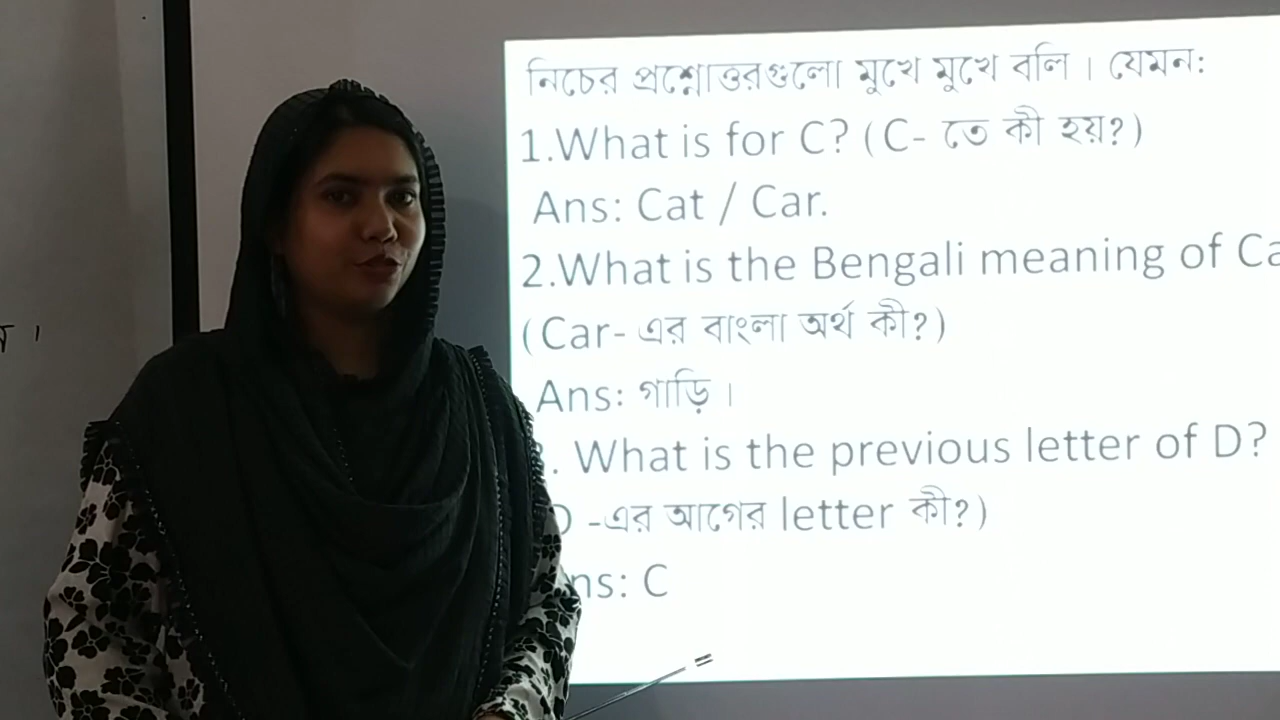 নিচের প্রশ্নোত্তরগুলো মুখে মুখে বলি । যেমন:
1.What is for C? (C- তে কী হয়?)
Ans: Cat / Car.
2.What is the Bengali meaning of Ca
(Car- এর বাংলা অর্থ কী?)
Ans: গাড়ি ।
. What is the previous letter of D?
D -এর আগের letter কী?)
ns: C